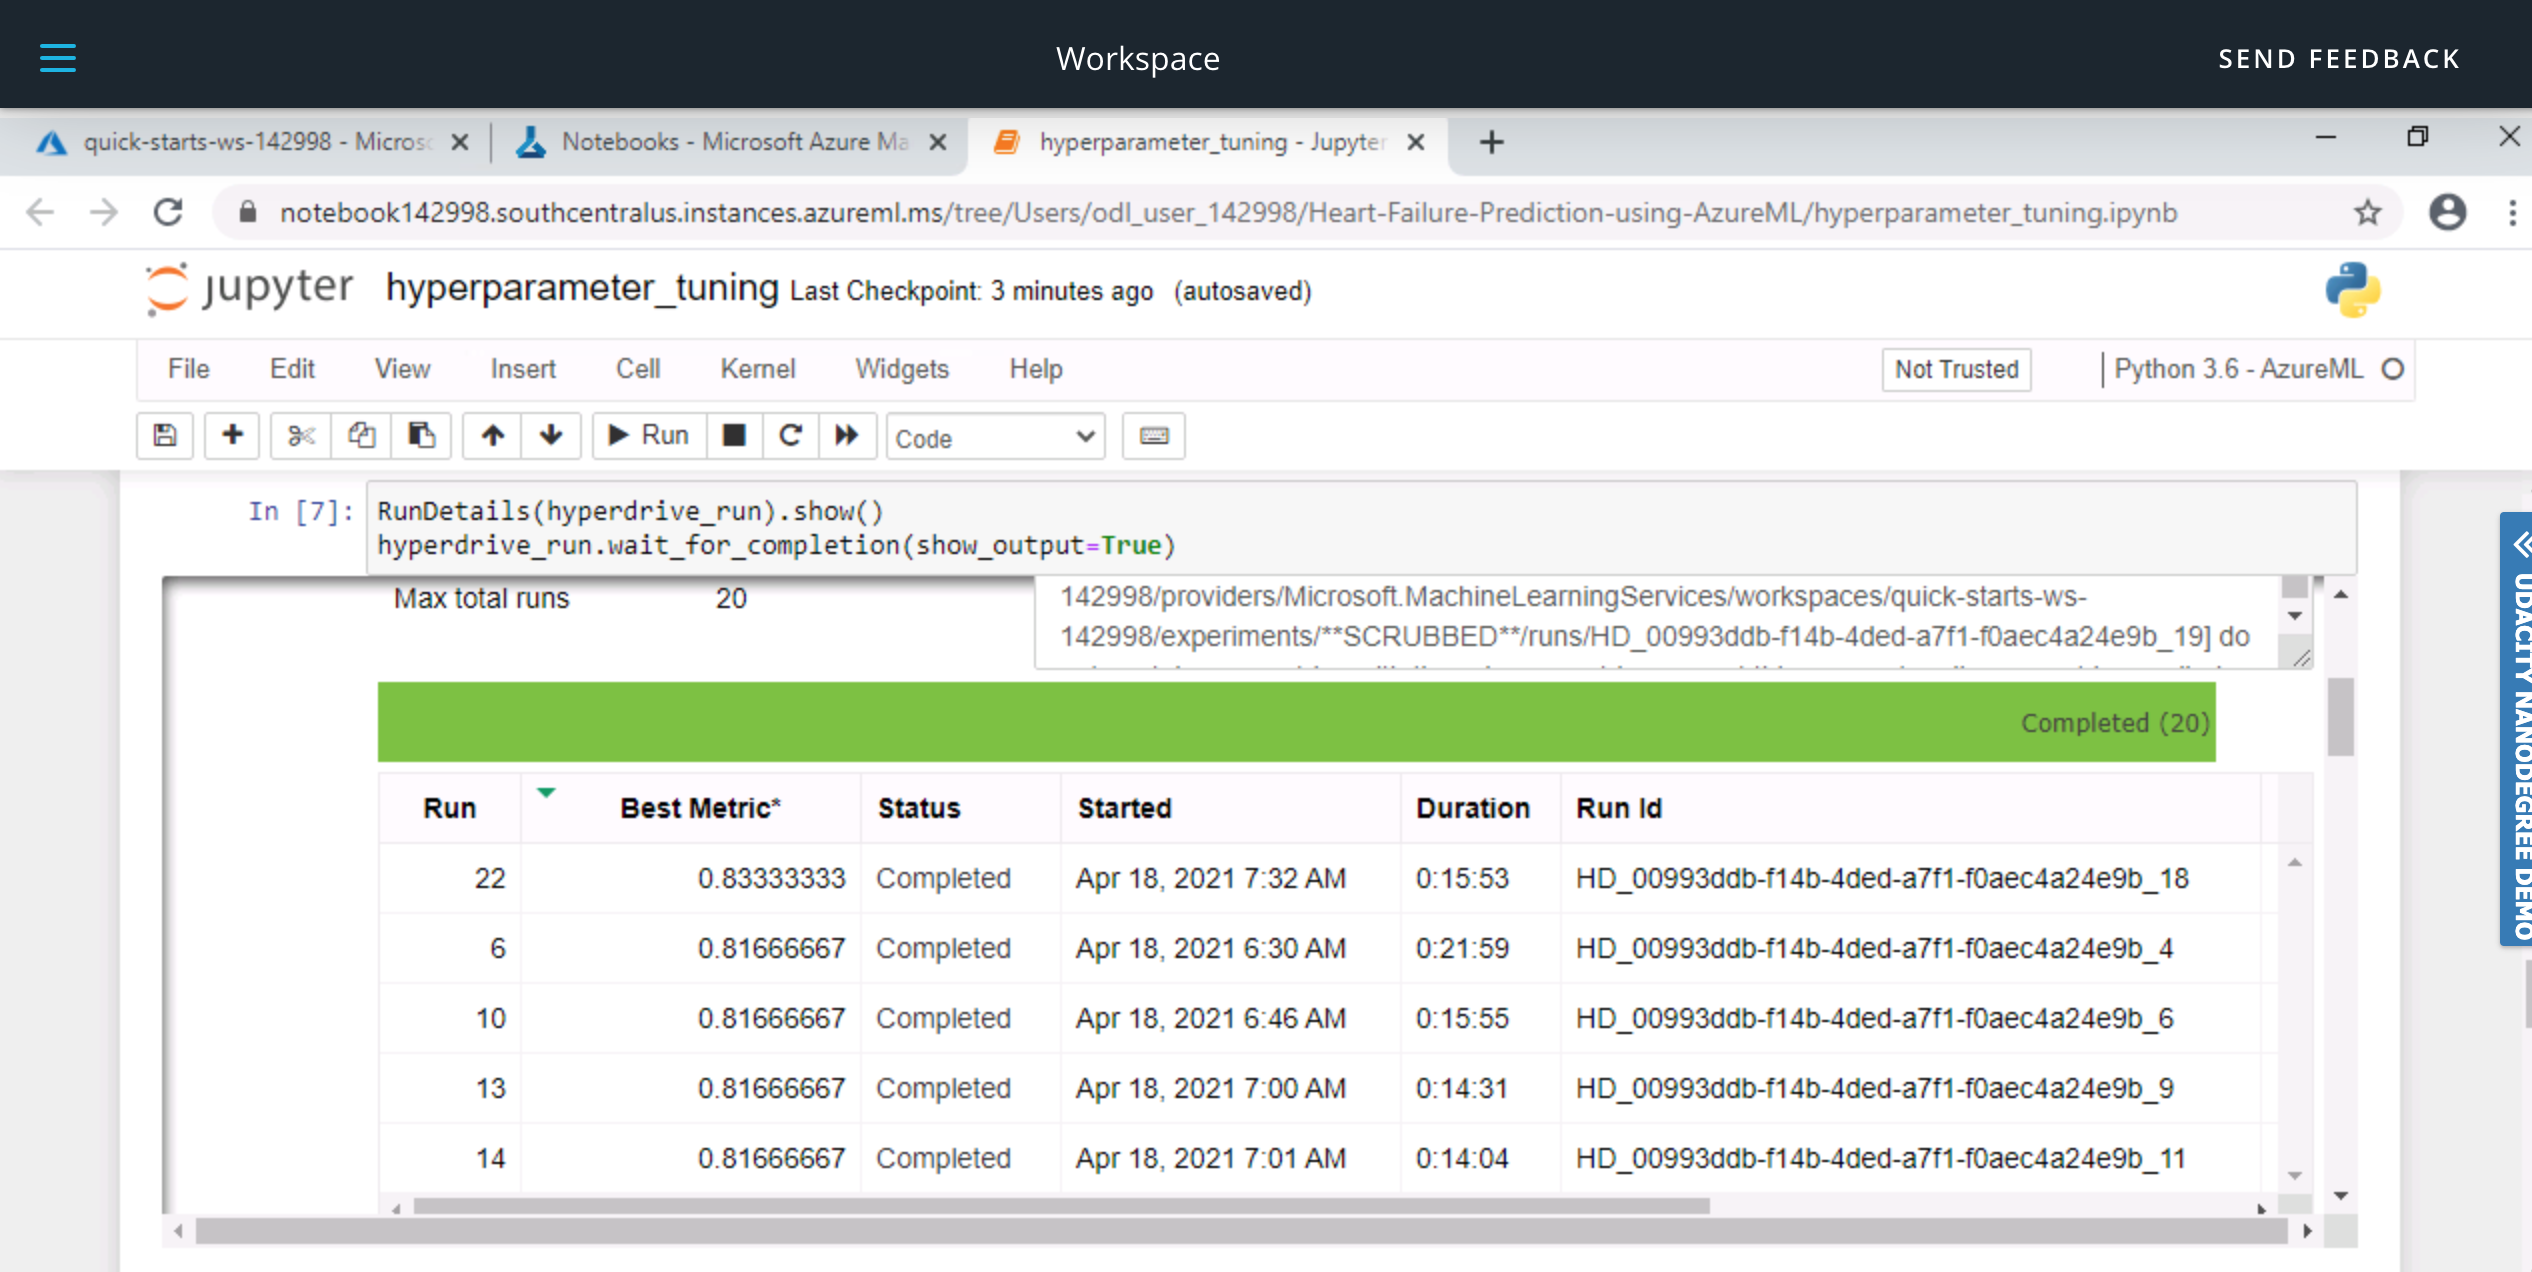 Workspace
SEND FEEDBACK
quick-starts-ws-142998 - Micros
Notebooks - Microsoft Azure Ma
hyperparameter_tuning - Jupyter
notebook142998.southcentralus.instances.azureml.ms/tree/Users/odl_user_142998/Heart-Failure-Prediction-using-AzureML/hyperparameter_tuning.ipynb
jupyter hyperparameter_tuning Last Checkpoint: 3 minutes ago (autosaved)
File Edit View Insert Cell Kernel Widgets Help Not Trusted Python 3.6 - AzureML
Run Code
In [7]: RunDetails(hyperdrive_run).show()
hyperdrive_run.wait_for_completion(show_output=True)
Max total runs 20
142998/providers/Microsoft.MachineLearningServices/workspaces/quick-starts-ws-
142998/experiments/**SCRUBBED**/runs/HD_00993ddb-f14b-4ded-a7f1-f0aec4a24e9b_19] do
Completed (20)
Run Best Metric* Status Started Duration Run Id
22 0.83333333 Completed Apr 18, 2021 7:32 AM 0:15:53 HD_00993ddb-f14b-4ded-a7f1-f0aec4a24e9b_18
6 0.81666667 Completed Apr 18, 2021 6:30 AM 0:21:59 HD_00993ddb-f14b-4ded-a7f1-f0aec4a24e9b_4
10 0.81666667 Completed Apr 18, 2021 6:46 AM 0:15:55 HD_00993ddb-f14b-4ded-a7f1-f0aec4a24e9b_6
13 0.81666667 Completed Apr 18, 2021 7:00 AM 0:14:31 HD_00993ddb-f14b-4ded-a7f1-f0aec4a24e9b_9
14 0.81666667 Completed Apr 18, 2021 7:01 AM 0:14:04 HD_00993ddb-f14b-4ded-a7f1-f0aec4a24e9b_11
UDACITY NANODEGREE DEMO